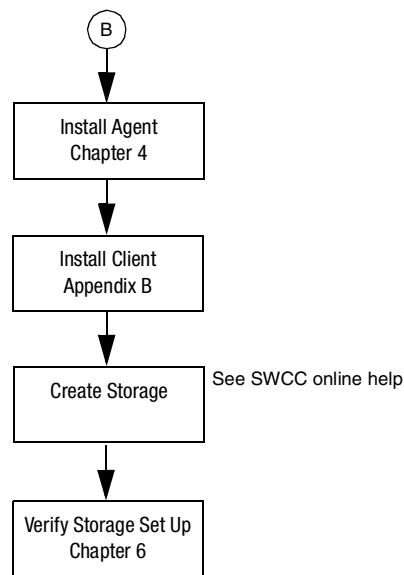 B
Install Agent
Chapter 4
Install Client
Appendix B
Create Storage
See SWCC online help
Verify Storage Set Up
Chapter 6